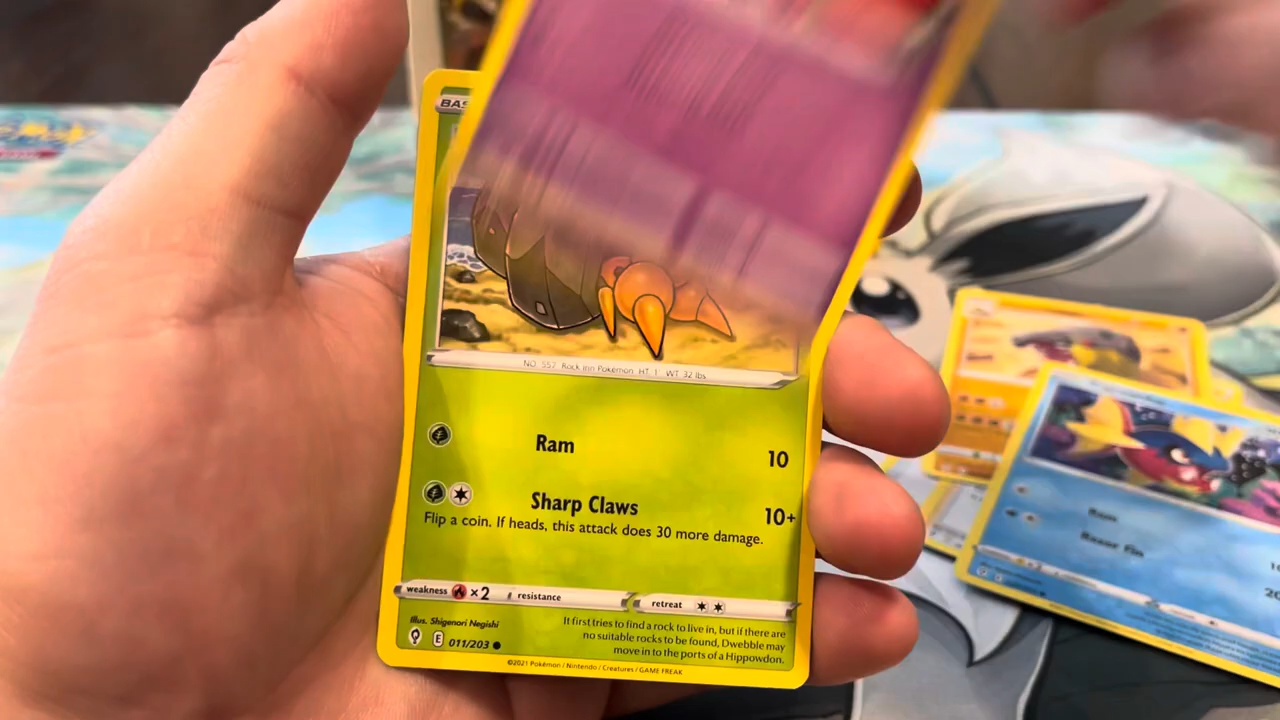 BAS
NO. 557 Rock Inn Pokémon HT. 1' WT. 32 lbs
Ram 10
Sharp Claws 10+
Flip a coin. If heads, this attack does 30 more damage.
weakness ×2 resistance retreat
Illus. Shigenori Negishi
E 011/203
It first tries to find a rock to live in, but if there are
no suitable rocks to be found, Dwebble may
move in to the ports of a Hippowdon.
©2021 Pokémon / Nintendo / Creatures / GAME FREAK
Ram
Razor Fin